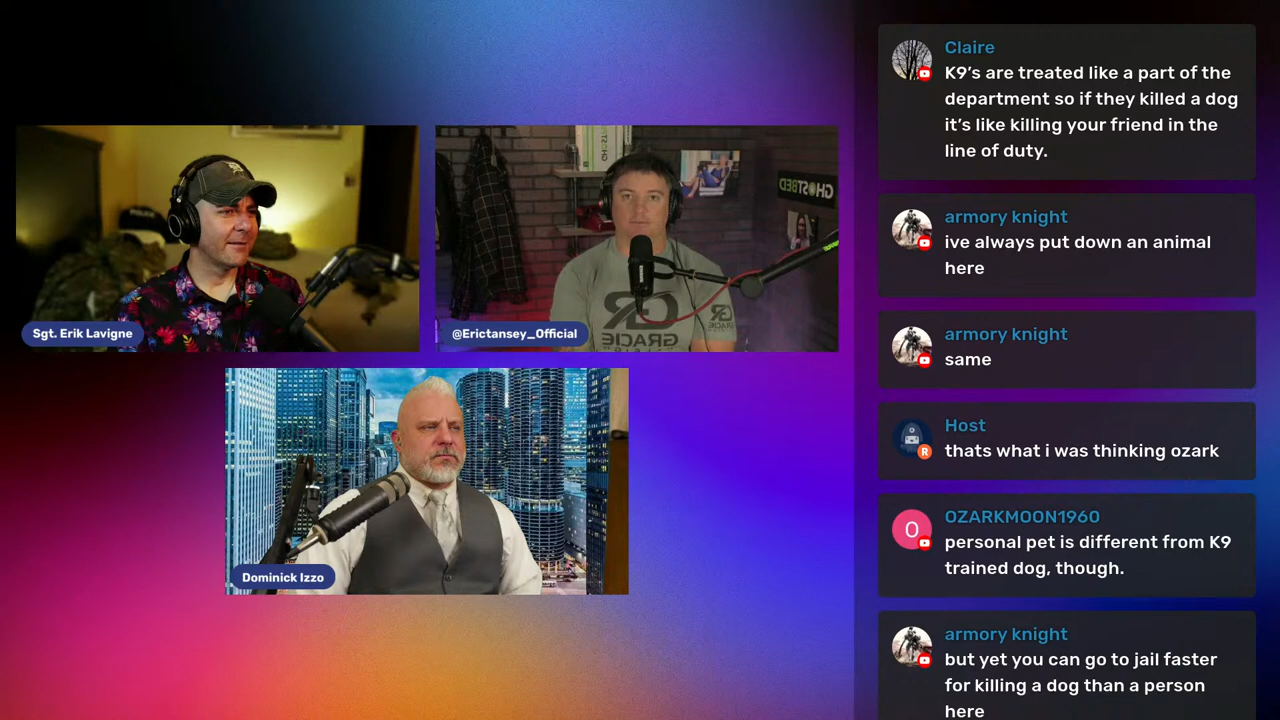 Sgt. Erik Lavigne
@Erictansey_Official
GHOSTBED
GRACIE
GRACIE
Dominick Izzo
Claire
K9’s are treated like a part of the
department so if they killed a dog
it’s like killing your friend in the
line of duty.
armory knight
ive always put down an animal
here
armory knight
same
Host
thats what i was thinking ozark
O
OZARKMOON1960
personal pet is different from K9
trained dog, though.
armory knight
but yet you can go to jail faster
for killing a dog than a person
here